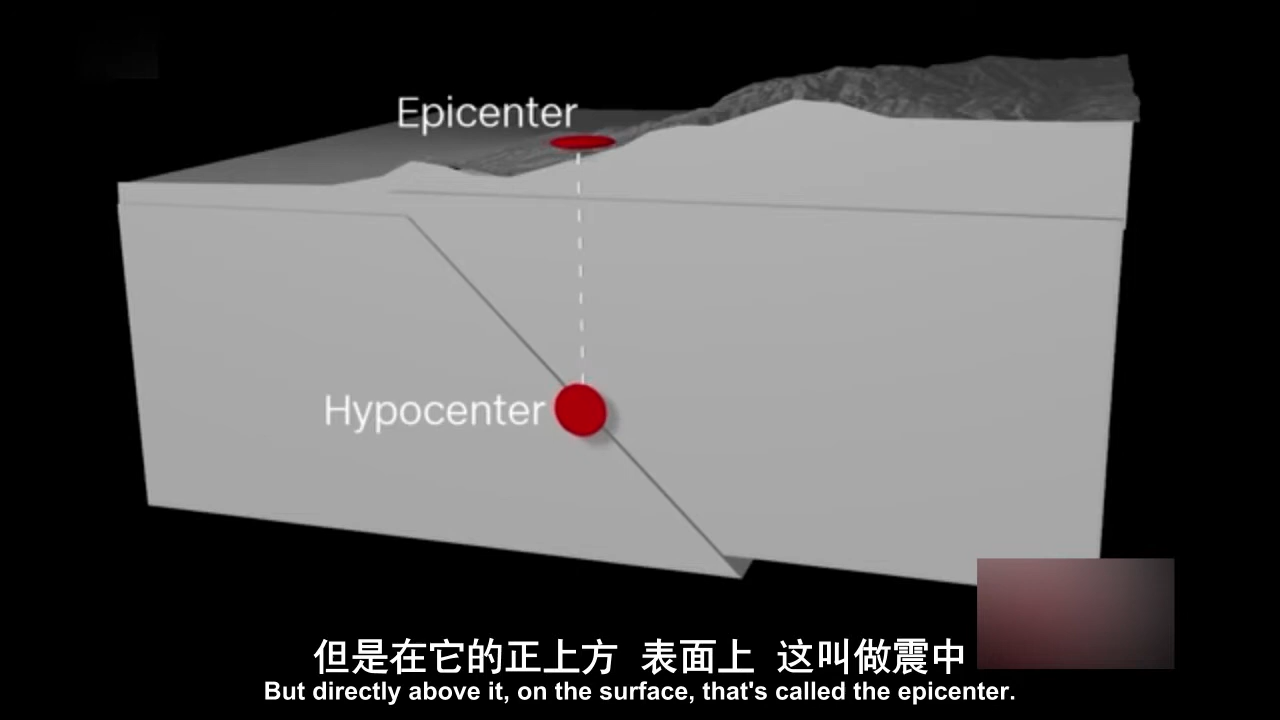 Epicenter
Hypocenter
但是在它的正上方 表面上 这叫做震中
But directly above it, on the surface, that's called the epicenter.